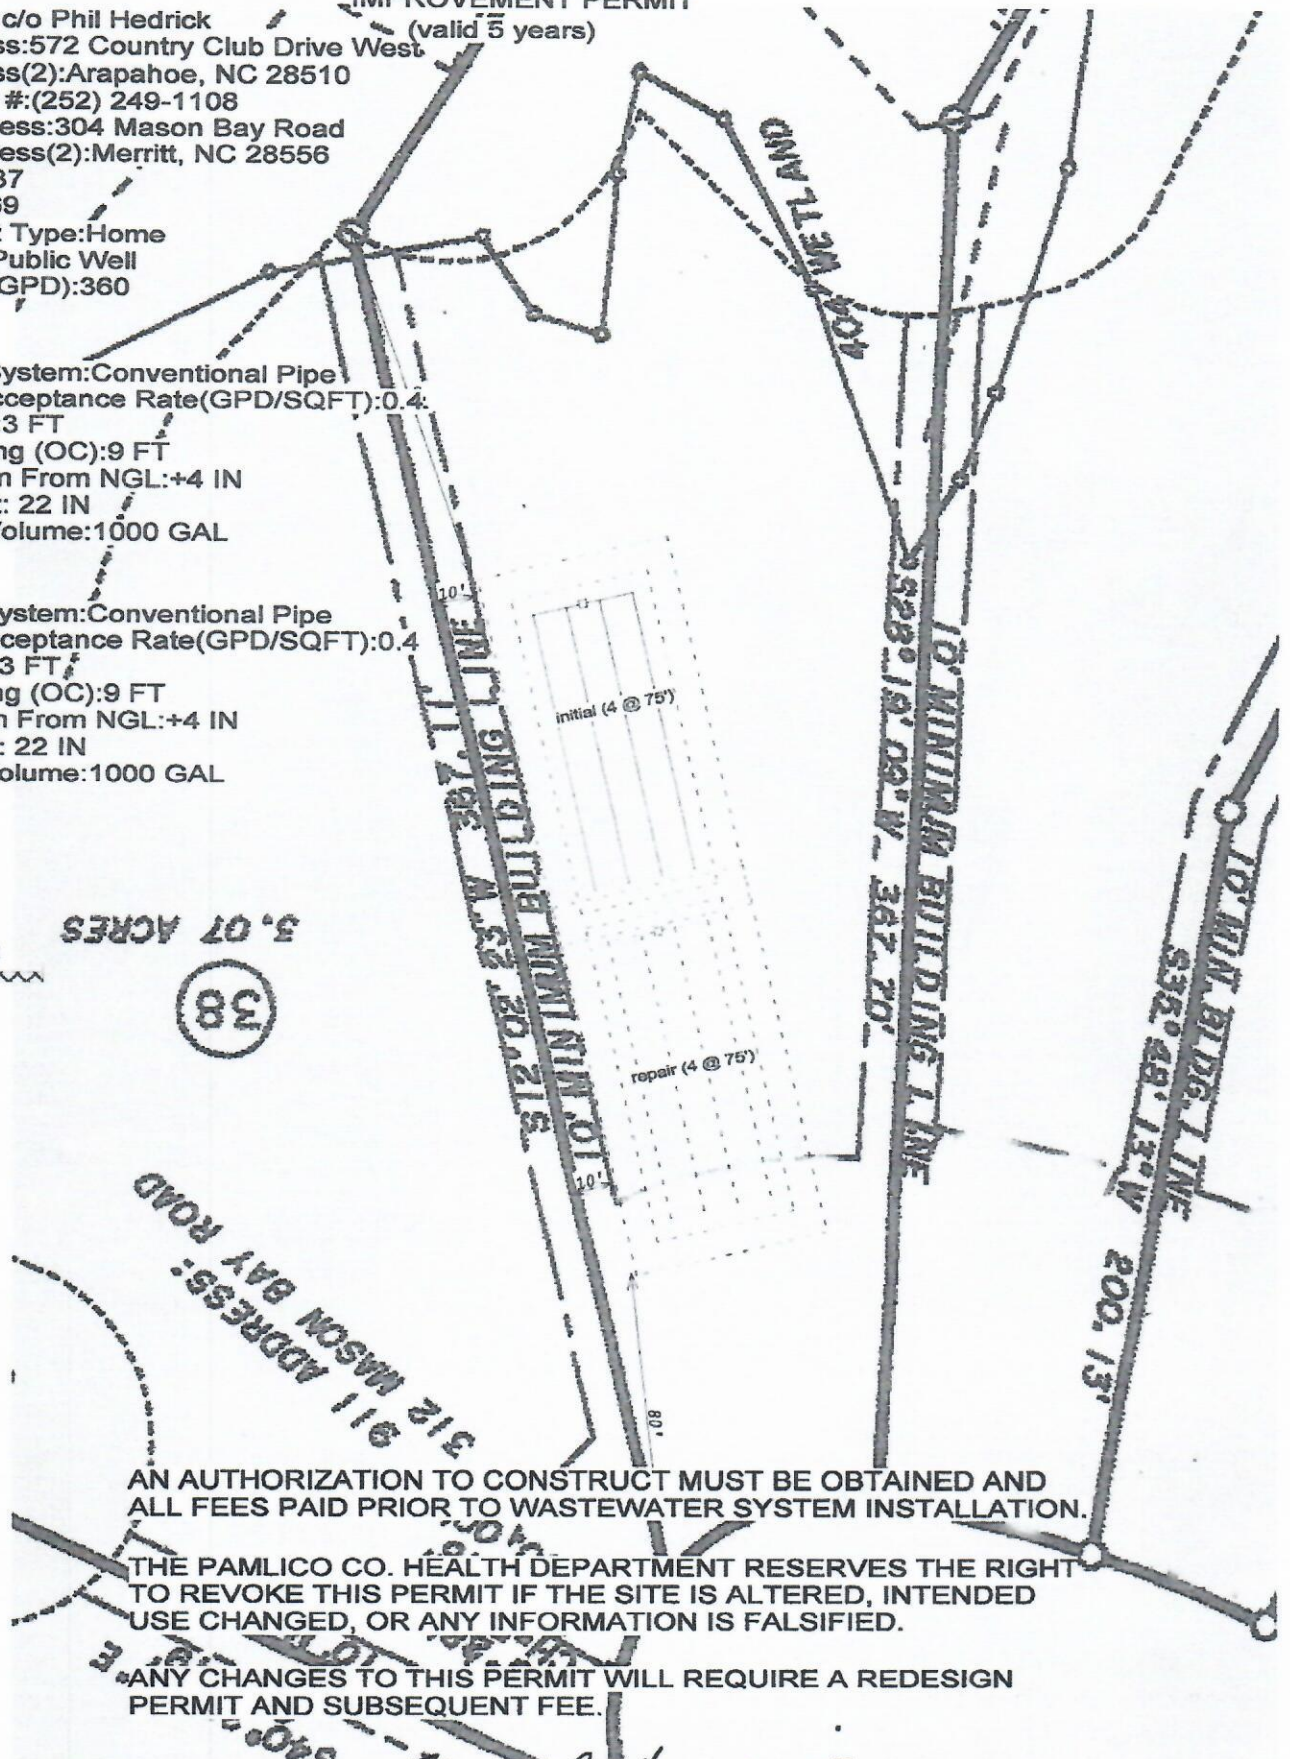 IMPROVEMENT PERMIT
(valid 5 years)
c/o Phil Hedrick
ss:572 Country Club Drive West
ss(2):Arapahoe, NC 28510
#:(252) 249-1108
ess:304 Mason Bay Road
ess(2):Merritt, NC 28556
37
69
: Type:Home
Public Well
GPD):360
ystem:Conventional Pipe
cceptance Rate(GPD/SQFT):0.4
:3 FT
ng (OC):9 FT
n From NGL:+4 IN
: 22 IN
Volume:1000 GAL
ystem:Conventional Pipe
ceptance Rate(GPD/SQFT):0.4
3 FT
ng (OC):9 FT
n From NGL:+4 IN
: 22 IN
olume:1000 GAL
404 WETLAND
10'
initial (4 @ 75')
repair (4 @ 75')
10'
80'
S12°02'23"W 387.11'
10' MINIMUM BUILDING LINE
S28°19'09"W 367.70'
10' MINIMUM BUILDING LINE
10' MIN. BLDG. LINE
S35°48'13"W 200.13'
3.07 ACRES
38
911 ADDRESS:
312 MASON BAY ROAD
AN AUTHORIZATION TO CONSTRUCT MUST BE OBTAINED AND
ALL FEES PAID PRIOR TO WASTEWATER SYSTEM INSTALLATION.
THE PAMLICO CO. HEALTH DEPARTMENT RESERVES THE RIGHT
TO REVOKE THIS PERMIT IF THE SITE IS ALTERED, INTENDED
USE CHANGED, OR ANY INFORMATION IS FALSIFIED.
ANY CHANGES TO THIS PERMIT WILL REQUIRE A REDESIGN
PERMIT AND SUBSEQUENT FEE.